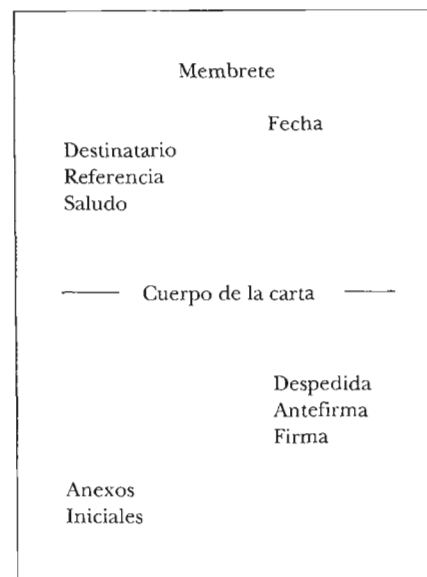 Membrete
Fecha
Destinatario
Referencia
Saludo
Cuerpo de la carta
Despedida
Antefirma
Firma
Anexos
Iniciales